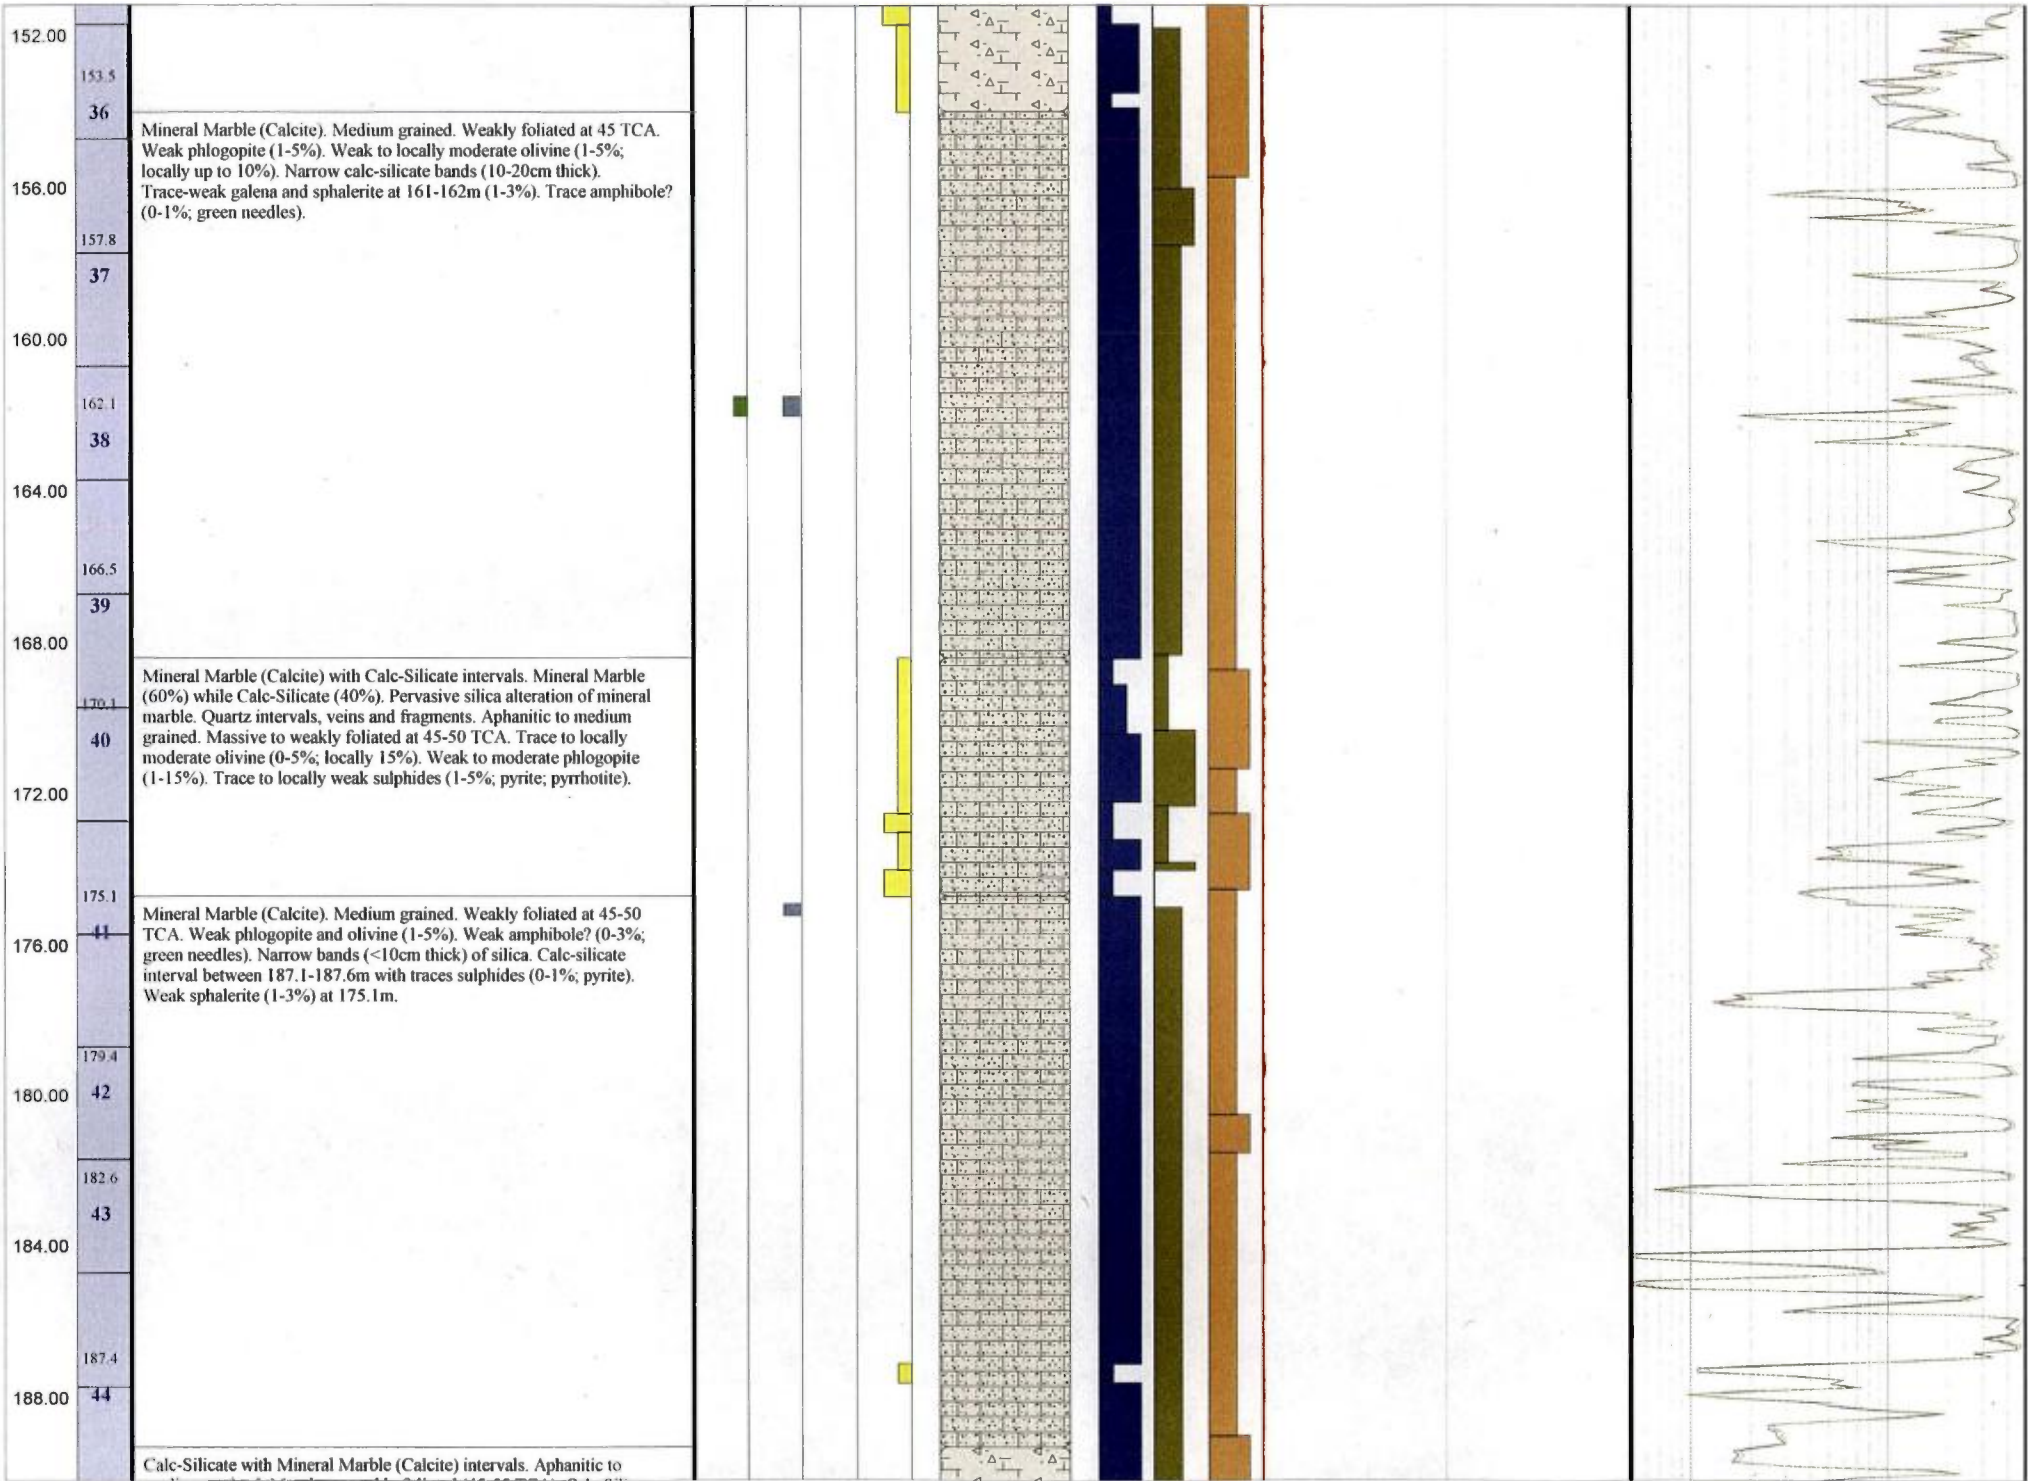 152.00
153.5
36
Mineral Marble (Calcite). Medium grained. Weakly foliated at 45 TCA.
Weak phlogopite (1-5%). Weak to locally moderate olivine (1-5%;
locally up to 10%). Narrow calc-silicate bands (10-20cm thick).
Trace-weak galena and sphalerite at 161-162m (1-3%). Trace amphibole?
(0-1%; green needles).
156.00
157.8
37
160.00
162.1
38
164.00
166.5
39
168.00
Mineral Marble (Calcite) with Calc-Silicate intervals. Mineral Marble
(60%) while Calc-Silicate (40%). Pervasive silica alteration of mineral
marble. Quartz intervals, veins and fragments. Aphanitic to medium
grained. Massive to weakly foliated at 45-50 TCA. Trace to locally
moderate olivine (0-5%; locally 15%). Weak to moderate phlogopite
(1-15%). Trace to locally weak sulphides (1-5%; pyrite; pyrrhotite).
170.1
40
172.00
175.1
41
176.00
Mineral Marble (Calcite). Medium grained. Weakly foliated at 45-50
TCA. Weak phlogopite and olivine (1-5%). Weak amphibole? (0-3%;
green needles). Narrow bands (<10cm thick) of silica. Calc-silicate
interval between 187.1-187.6m with traces sulphides (0-1%; pyrite).
Weak sphalerite (1-3%) at 175.1m.
179.4
42
180.00
182.6
43
184.00
187.4
44
188.00
Calc-Silicate with Mineral Marble (Calcite) intervals. Aphanitic to